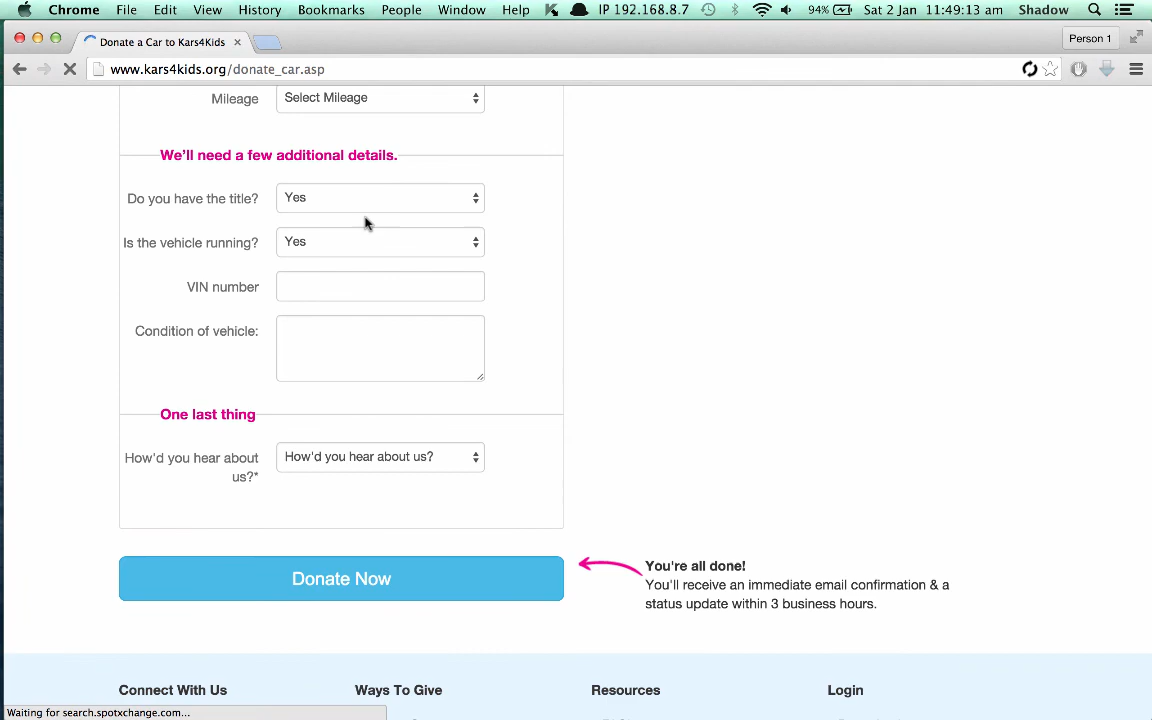 Chrome File Edit View History Bookmarks People Window Help IP 192.168.8.7 94% Sat 2 Jan 11:49:13 am Shadow
Donate a Car to Kars4Kids Person 1
www.kars4kids.org/donate_car.asp
Mileage Select Mileage
We'll need a few additional details.
Do you have the title? Yes
Is the vehicle running? Yes
VIN number
Condition of vehicle:
One last thing
How'd you hear about How'd you hear about us?
us?*
You're all done!
Donate Now
You'll receive an immediate email confirmation & a
status update within 3 business hours.
Connect With Us Ways To Give Resources Login
Waiting for search.spotxchange.com...